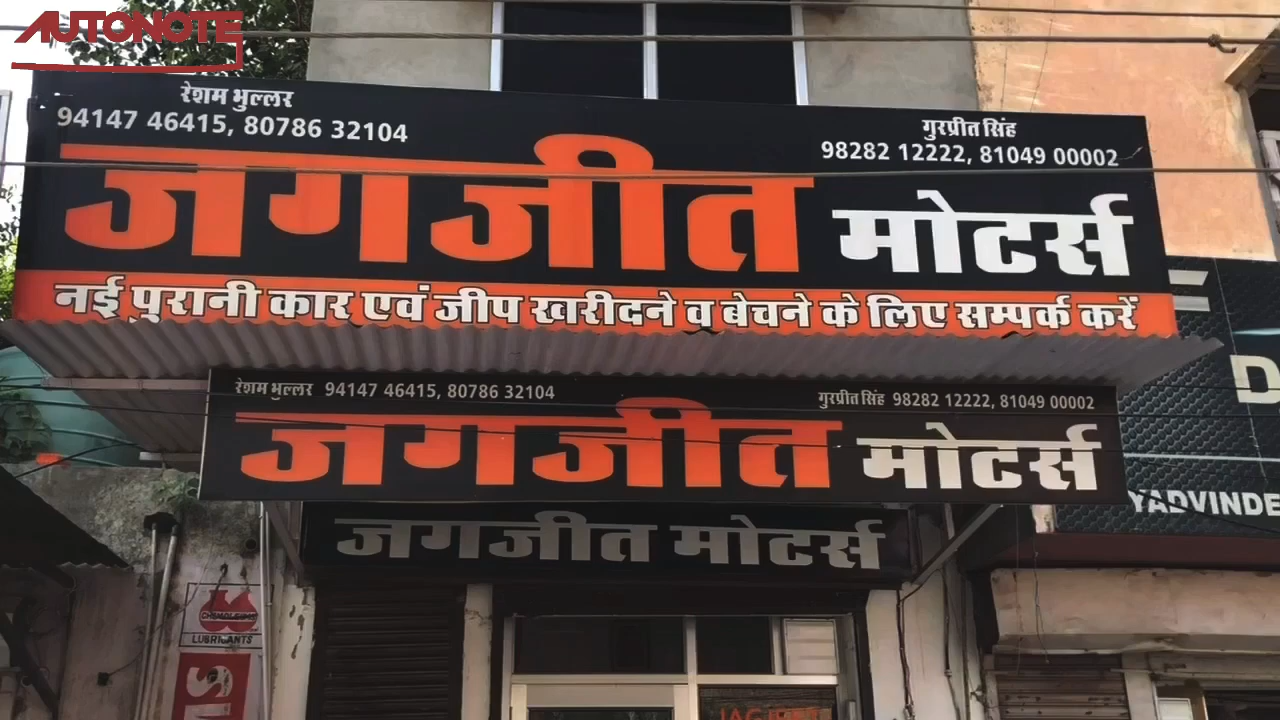 AUTONOTE
रेशम भुल्लर
94147 46415, 80786 32104
गुरप्रीत सिंह
98282 12222, 81049 00002
जगजीत मोटर्स
नई पुरानी कार एवं जीप खरीदने व बेचने के लिए सम्पर्क करें
रेशम भुल्लर 94147 46415, 80786 32104
गुरप्रीत सिंह 98282 12222, 81049 00002
जगजीत मोटर्स
YADVINDE
जगजीत मोटर्स
LUBRICANTS